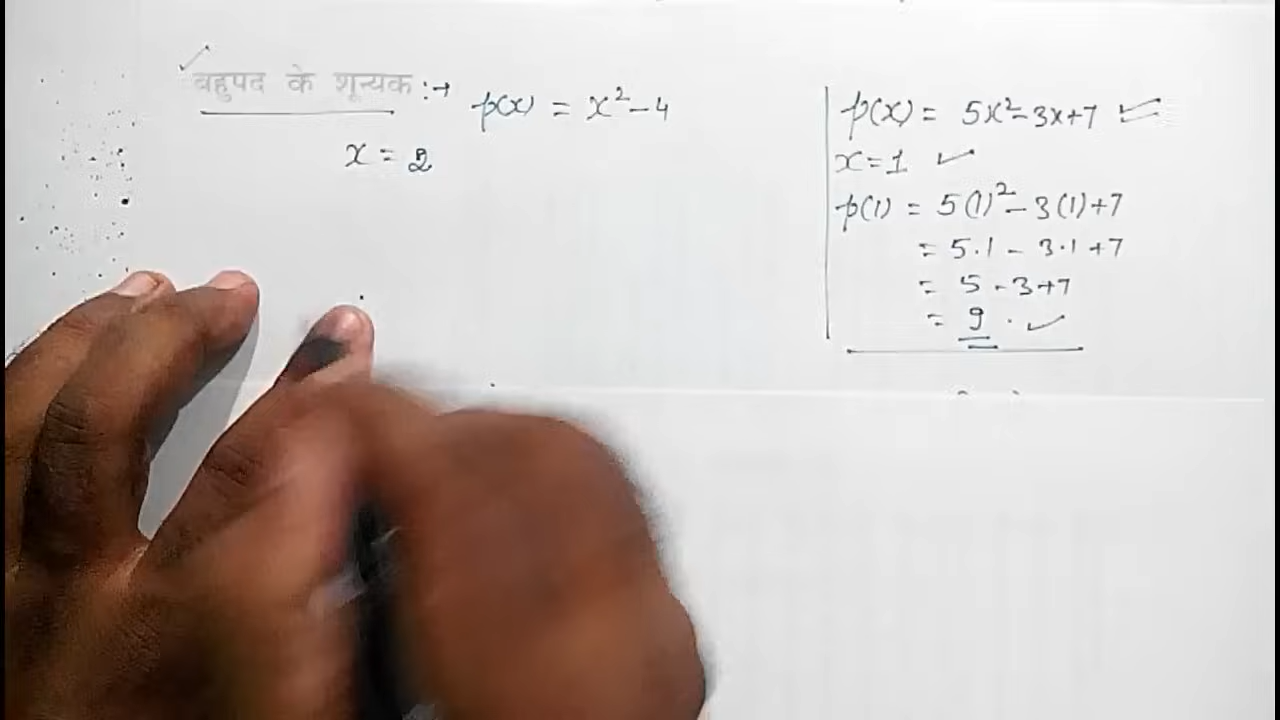 बहुपद के शून्यक :→ p(x) = x² - 4
x = 2
p(x) = 5x² - 3x + 7
x = 1
p(1) = 5(1)² - 3(1) + 7
= 5·1 - 3·1 + 7
= 5 - 3 + 7
= 9